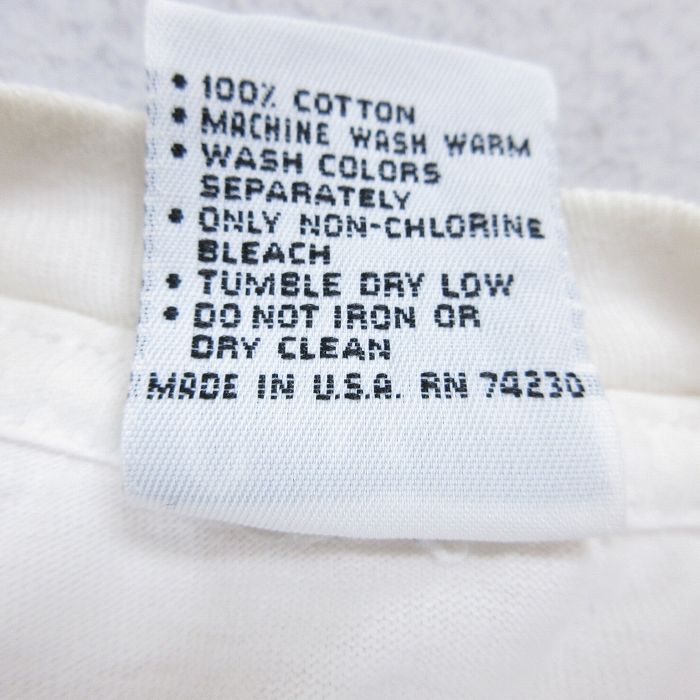 • 100% COTTON
• MACHINE WASH WARM
• WASH COLORS
SEPARATELY
• ONLY NON-CHLORINE
BLEACH
• TUMBLE DRY LOW
• DO NOT IRON OR
DRY CLEAN
MADE IN U.S.A. RN 74230